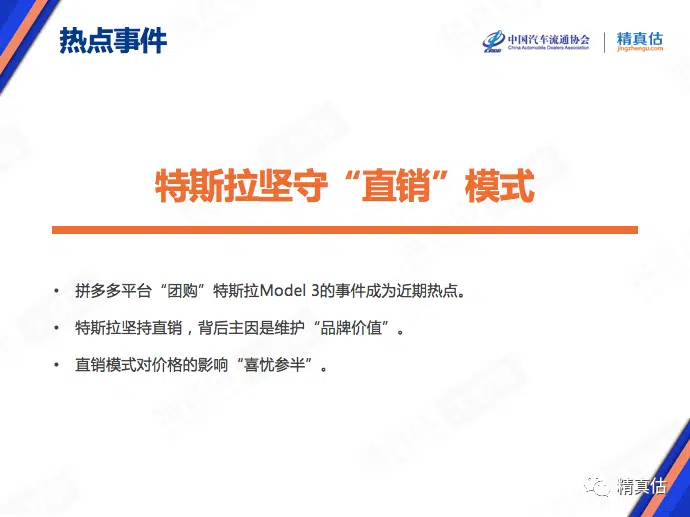 热点事件
中国汽车流通协会
China Automobile Dealers Association
精真估
jingzhengu.com
特斯拉坚守“直销”模式
• 拼多多平台“团购”特斯拉Model 3的事件成为近期热点。
• 特斯拉坚持直销，背后主因是维护“品牌价值”。
• 直销模式对价格的影响“喜忧参半”。
精真估